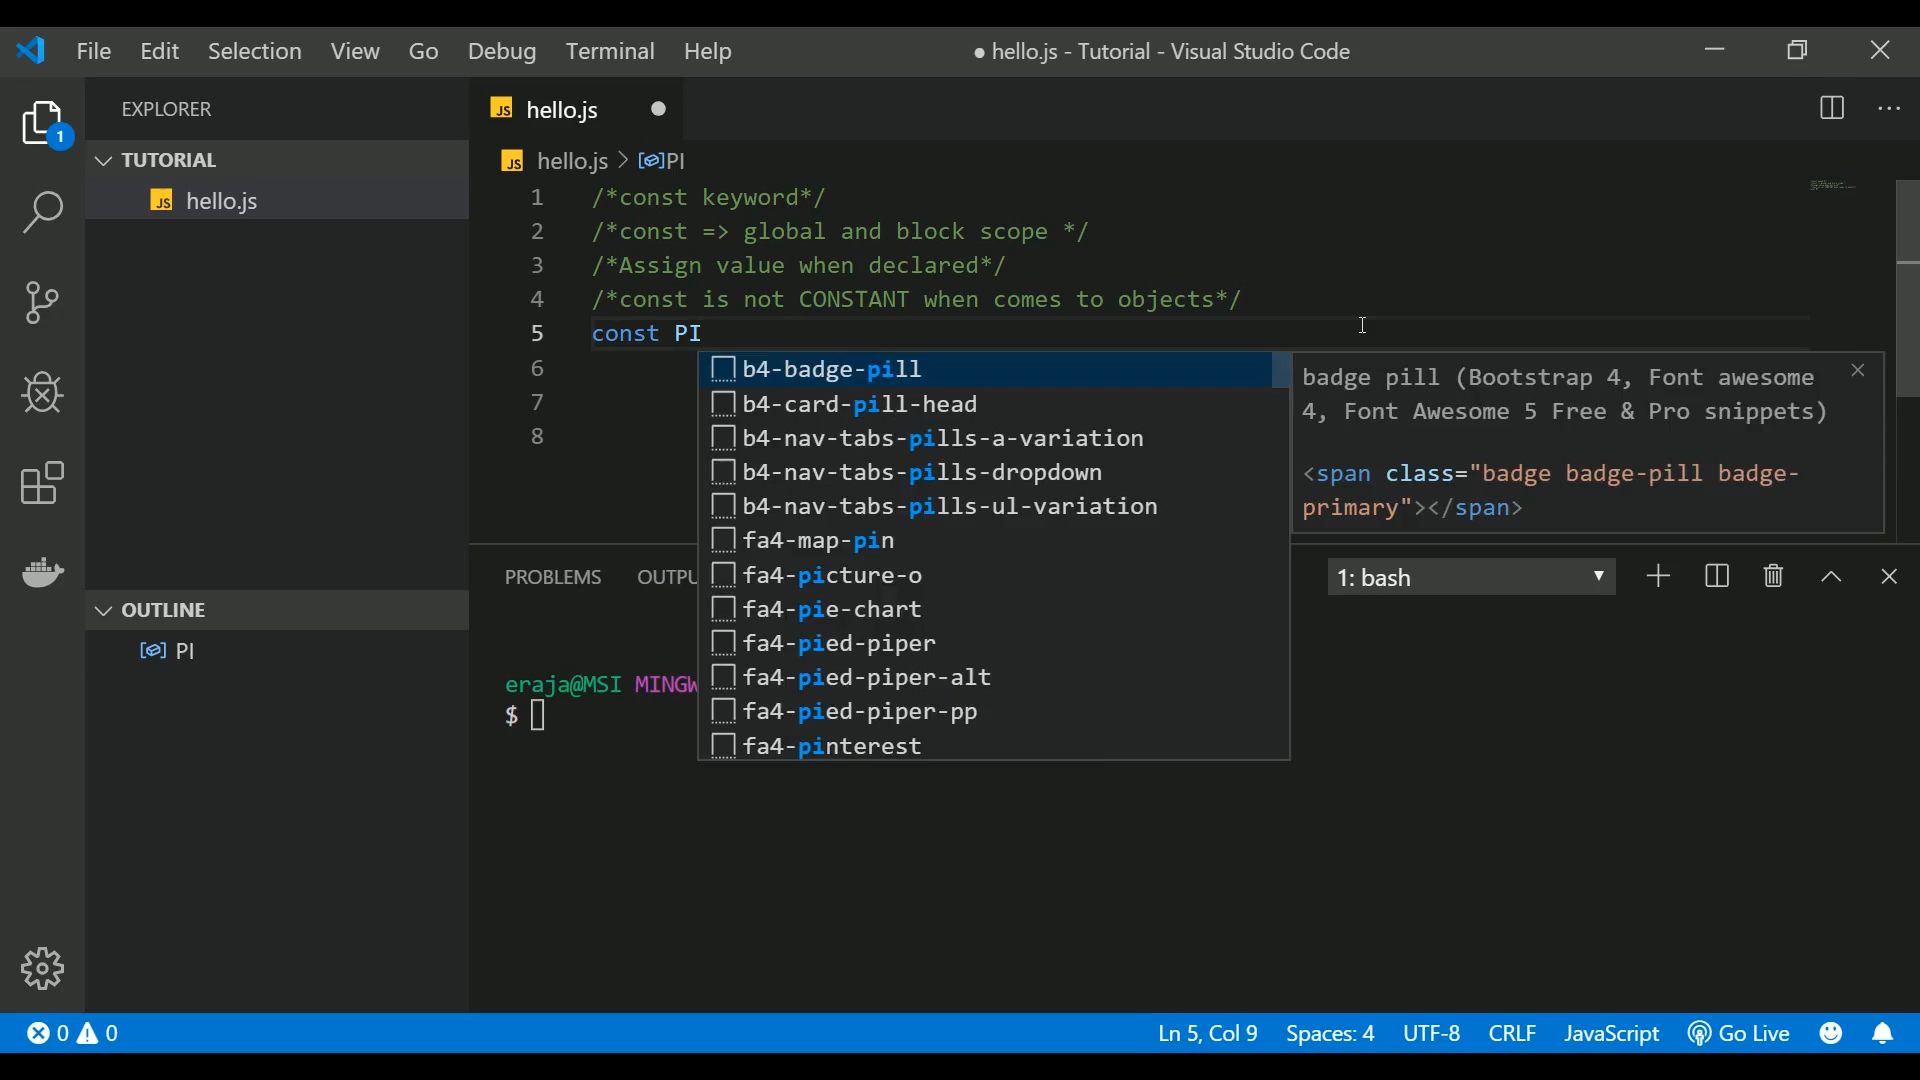 File Edit Selection View Go Debug Terminal Help
● hello.js - Tutorial - Visual Studio Code
EXPLORER
TUTORIAL
JS hello.js
OUTLINE
PI
1
JS hello.js
JS hello.js > PI
1 /*const keyword*/
2 /*const => global and block scope */
3 /*Assign value when declared*/
4 /*const is not CONSTANT when comes to objects*/
5 const PI
6
7
8
b4-badge-pill
b4-card-pill-head
b4-nav-tabs-pills-a-variation
b4-nav-tabs-pills-dropdown
b4-nav-tabs-pills-ul-variation
fa4-map-pin
fa4-picture-o
fa4-pie-chart
fa4-pied-piper
fa4-pied-piper-alt
fa4-pied-piper-pp
fa4-pinterest
badge pill (Bootstrap 4, Font awesome
4, Font Awesome 5 Free & Pro snippets)
<span class="badge badge-pill badge-
primary"></span>
PROBLEMS OUTPU
1: bash
eraja@MSI MINGW
$
0 0
Ln 5, Col 9 Spaces: 4 UTF-8 CRLF JavaScript Go Live